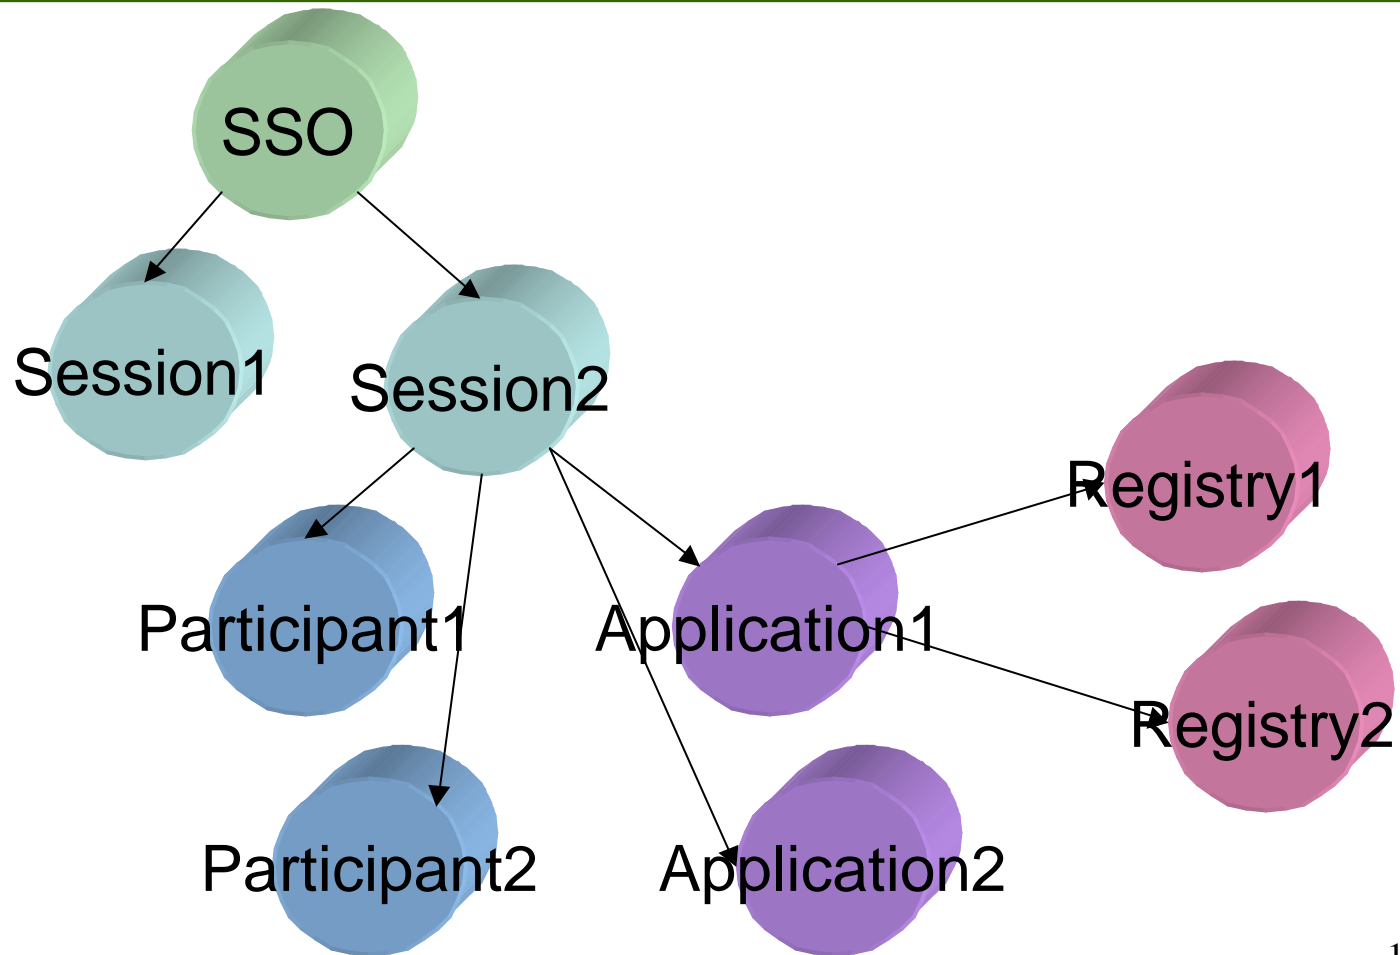 SSO
Session1
Session2
Registry1
Participant1
Application1
Registry2
Participant2
Application2